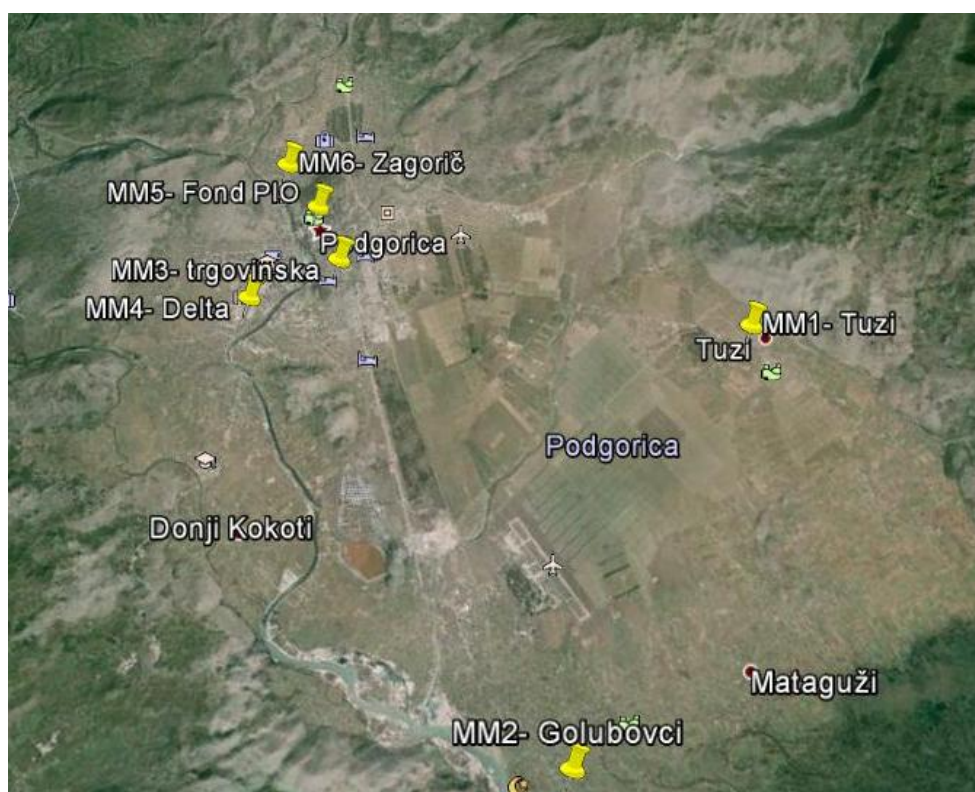 MM6- Zagorič
MM5- Fond PIO
Podgorica
MM3- trgovinska
MM4- Delta
MM1- Tuzi
Tuzi
Podgorica
Donji Kokoti
Mataguži
MM2- Golubovci